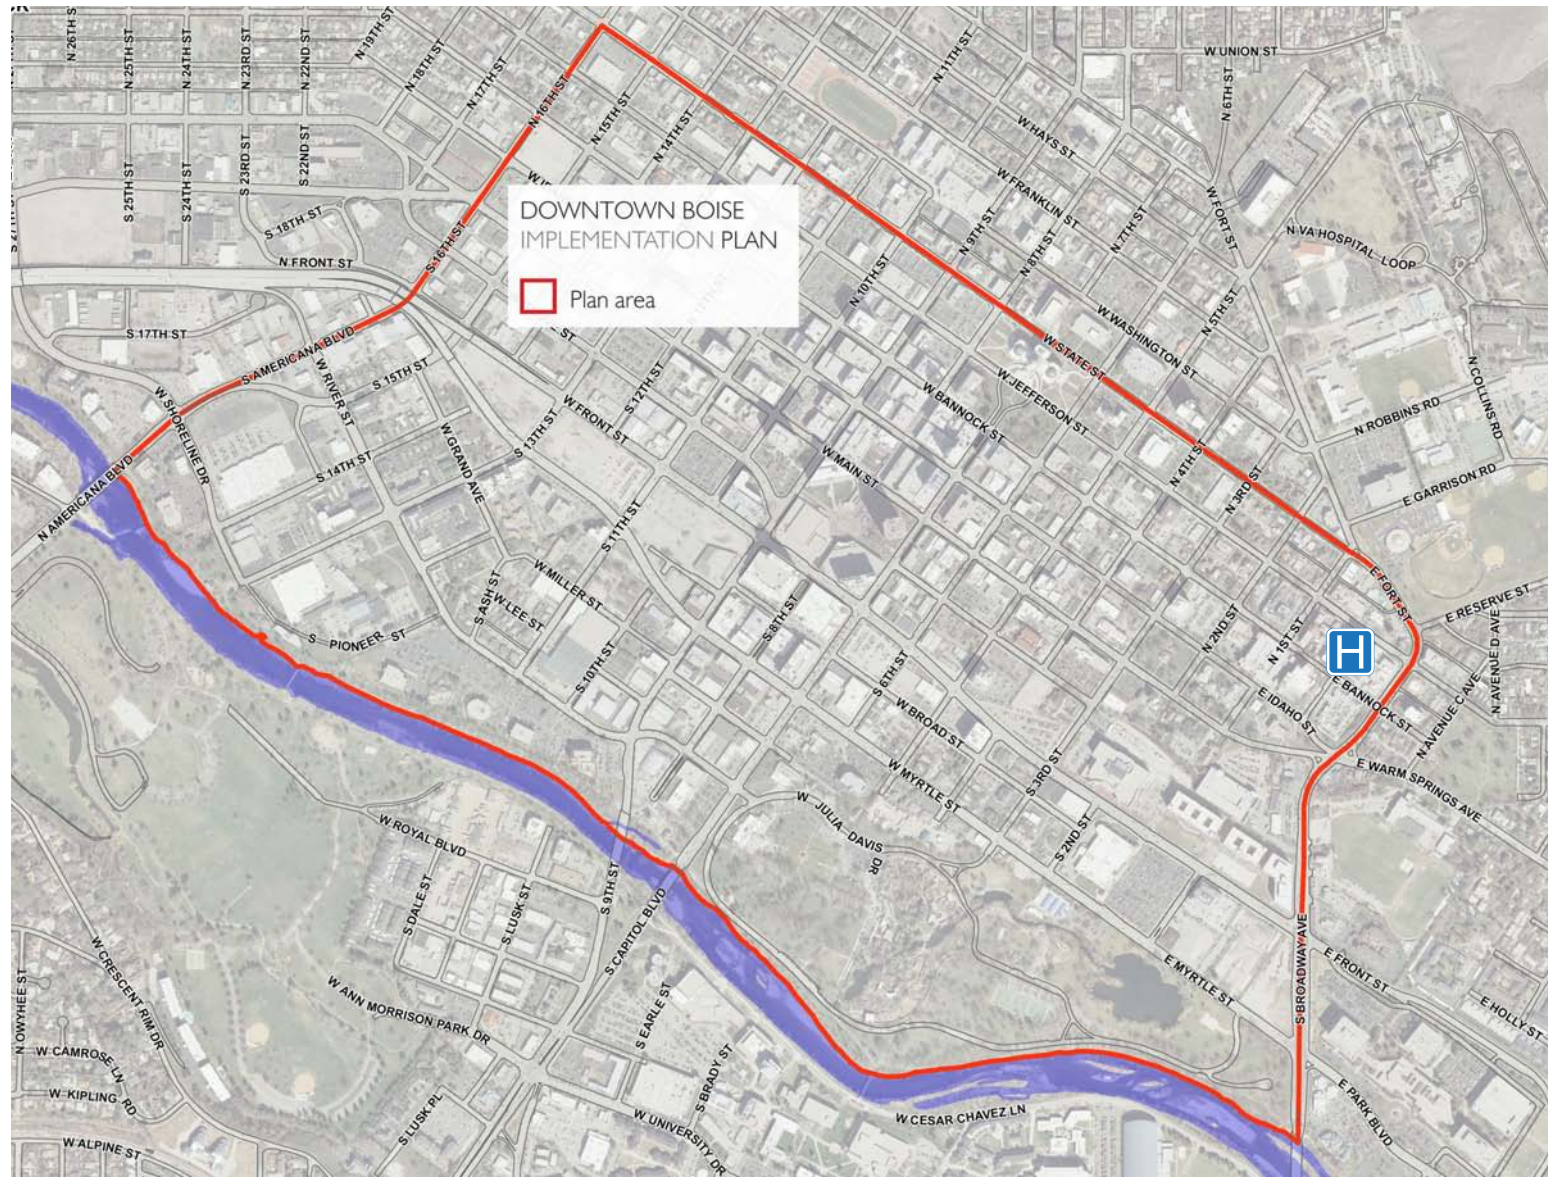 N 26TH S
N 25TH ST
N 24TH ST
N 23RD ST
N 22ND ST
N 19TH ST
N 18TH ST
N 17TH ST
N 16TH ST
N 15TH ST
N 14TH ST
N 11TH ST
W UNION ST
N 6TH ST
W HAYS ST
W FRANKLIN ST
N 7TH ST
W FORT ST
N 9TH ST
N 8TH ST
N VA HOSPITAL LOOP
S 27TH
S 25TH ST
S 24TH ST
S 23RD ST
S 22ND ST
S 18TH ST
N FRONT ST
S 16TH ST
DOWNTOWN BOISE
IMPLEMENTATION PLAN
Plan area
N 10TH ST
N 5TH ST
W WASHINGTON ST
W STATE ST
S 17TH ST
S AMERICANA BLVD
W RIVER ST
S 15TH ST
S 12TH ST
W FRONT ST
W BANNOCK ST
W JEFFERSON ST
N COLLINS RD
N ROBBINS RD
W SHORELINE DR
W GRAND AVE
S 13TH ST
S 14TH ST
W MAIN ST
N 4TH ST
N 3RD ST
E GARRISON RD
N AMERICANA BLVD
S 11TH ST
W MILLER ST
S ASH ST
W LEE ST
E FORT ST
E RESERVE ST
S PIONEER ST
S 10TH ST
S 8TH ST
S 6TH ST
N 2ND ST
N 1ST ST
H
E BANNOCK ST
E IDAHO ST
N AVENUE C AVE
N AVENUE D AVE
W BROAD ST
W MYRTLE ST
S 3RD ST
E WARM SPRINGS AVE
W JULIA DAVIS DR
S 2ND ST
W ROYAL BLVD
S DALE ST
S LUSK ST
S 9TH ST
S CAPITOL BLVD
W CRESCENT RIM DR
N OWYHEE ST
W ANN MORRISON PARK DR
S EARLE ST
E MYRTLE ST
S BROADWAY AVE
E FRONT ST
E HOLLY ST
W CAMROSE LN
W KIPLING RD
W ALPINE ST
S LUSK PL
S BRADY ST
W UNIVERSITY DR
W CESAR CHAVEZ LN
E PARK BLVD